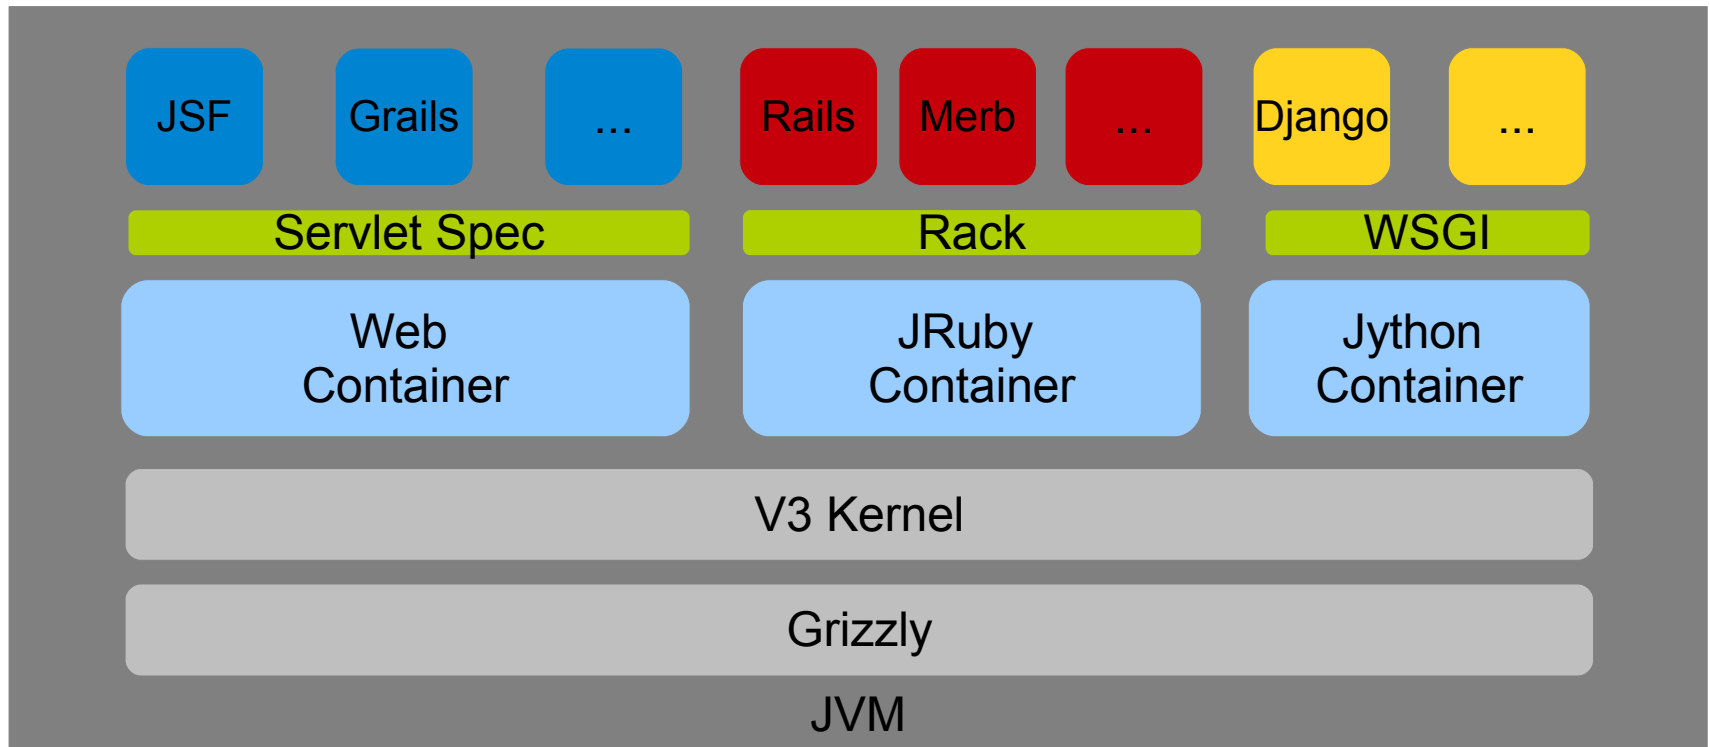 JSF
Grails
...
Rails
Merb
...
Django
...
Servlet Spec
Rack
WSGI
Web
Container
JRuby
Container
Jython
Container
V3 Kernel
Grizzly
JVM